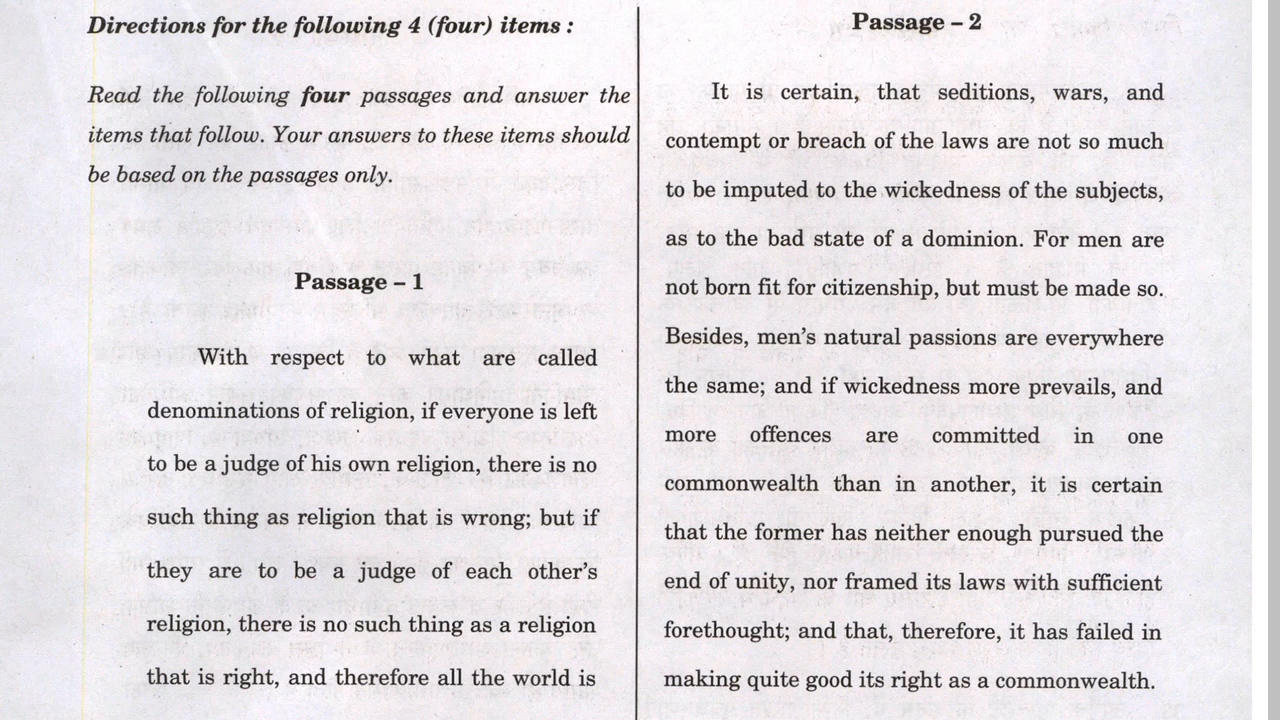 Directions for the following 4 (four) items :
Read the following four passages and answer the
items that follow. Your answers to these items should
be based on the passages only.
Passage – 1
With respect to what are called
denominations of religion, if everyone is left
to be a judge of his own religion, there is no
such thing as religion that is wrong; but if
they are to be a judge of each other's
religion, there is no such thing as a religion
that is right, and therefore all the world is
Passage – 2
It is certain, that seditions, wars, and
contempt or breach of the laws are not so much
to be imputed to the wickedness of the subjects,
as to the bad state of a dominion. For men are
not born fit for citizenship, but must be made so.
Besides, men's natural passions are everywhere
the same; and if wickedness more prevails, and
more offences are committed in one
commonwealth than in another, it is certain
that the former has neither enough pursued the
end of unity, nor framed its laws with sufficient
forethought; and that, therefore, it has failed in
making quite good its right as a commonwealth.